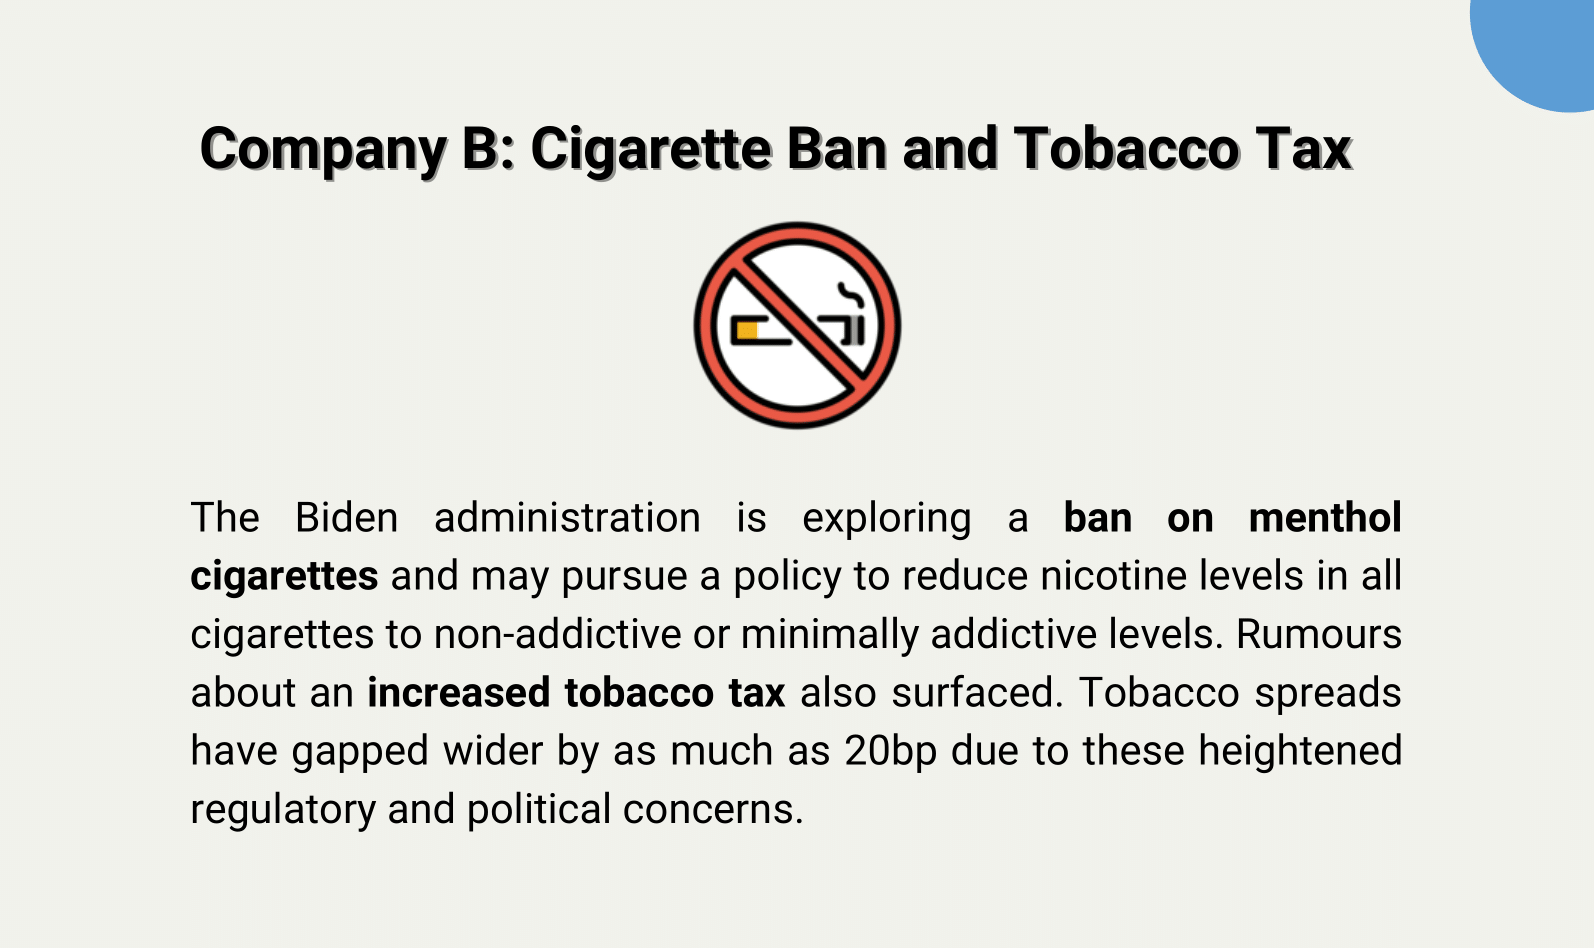 Company B: Cigarette Ban and Tobacco Tax
The Biden administration is exploring a ban on menthol
cigarettes and may pursue a policy to reduce nicotine levels in all
cigarettes to non-addictive or minimally addictive levels. Rumours
about an increased tobacco tax also surfaced. Tobacco spreads
have gapped wider by as much as 20bp due to these heightened
regulatory and political concerns.